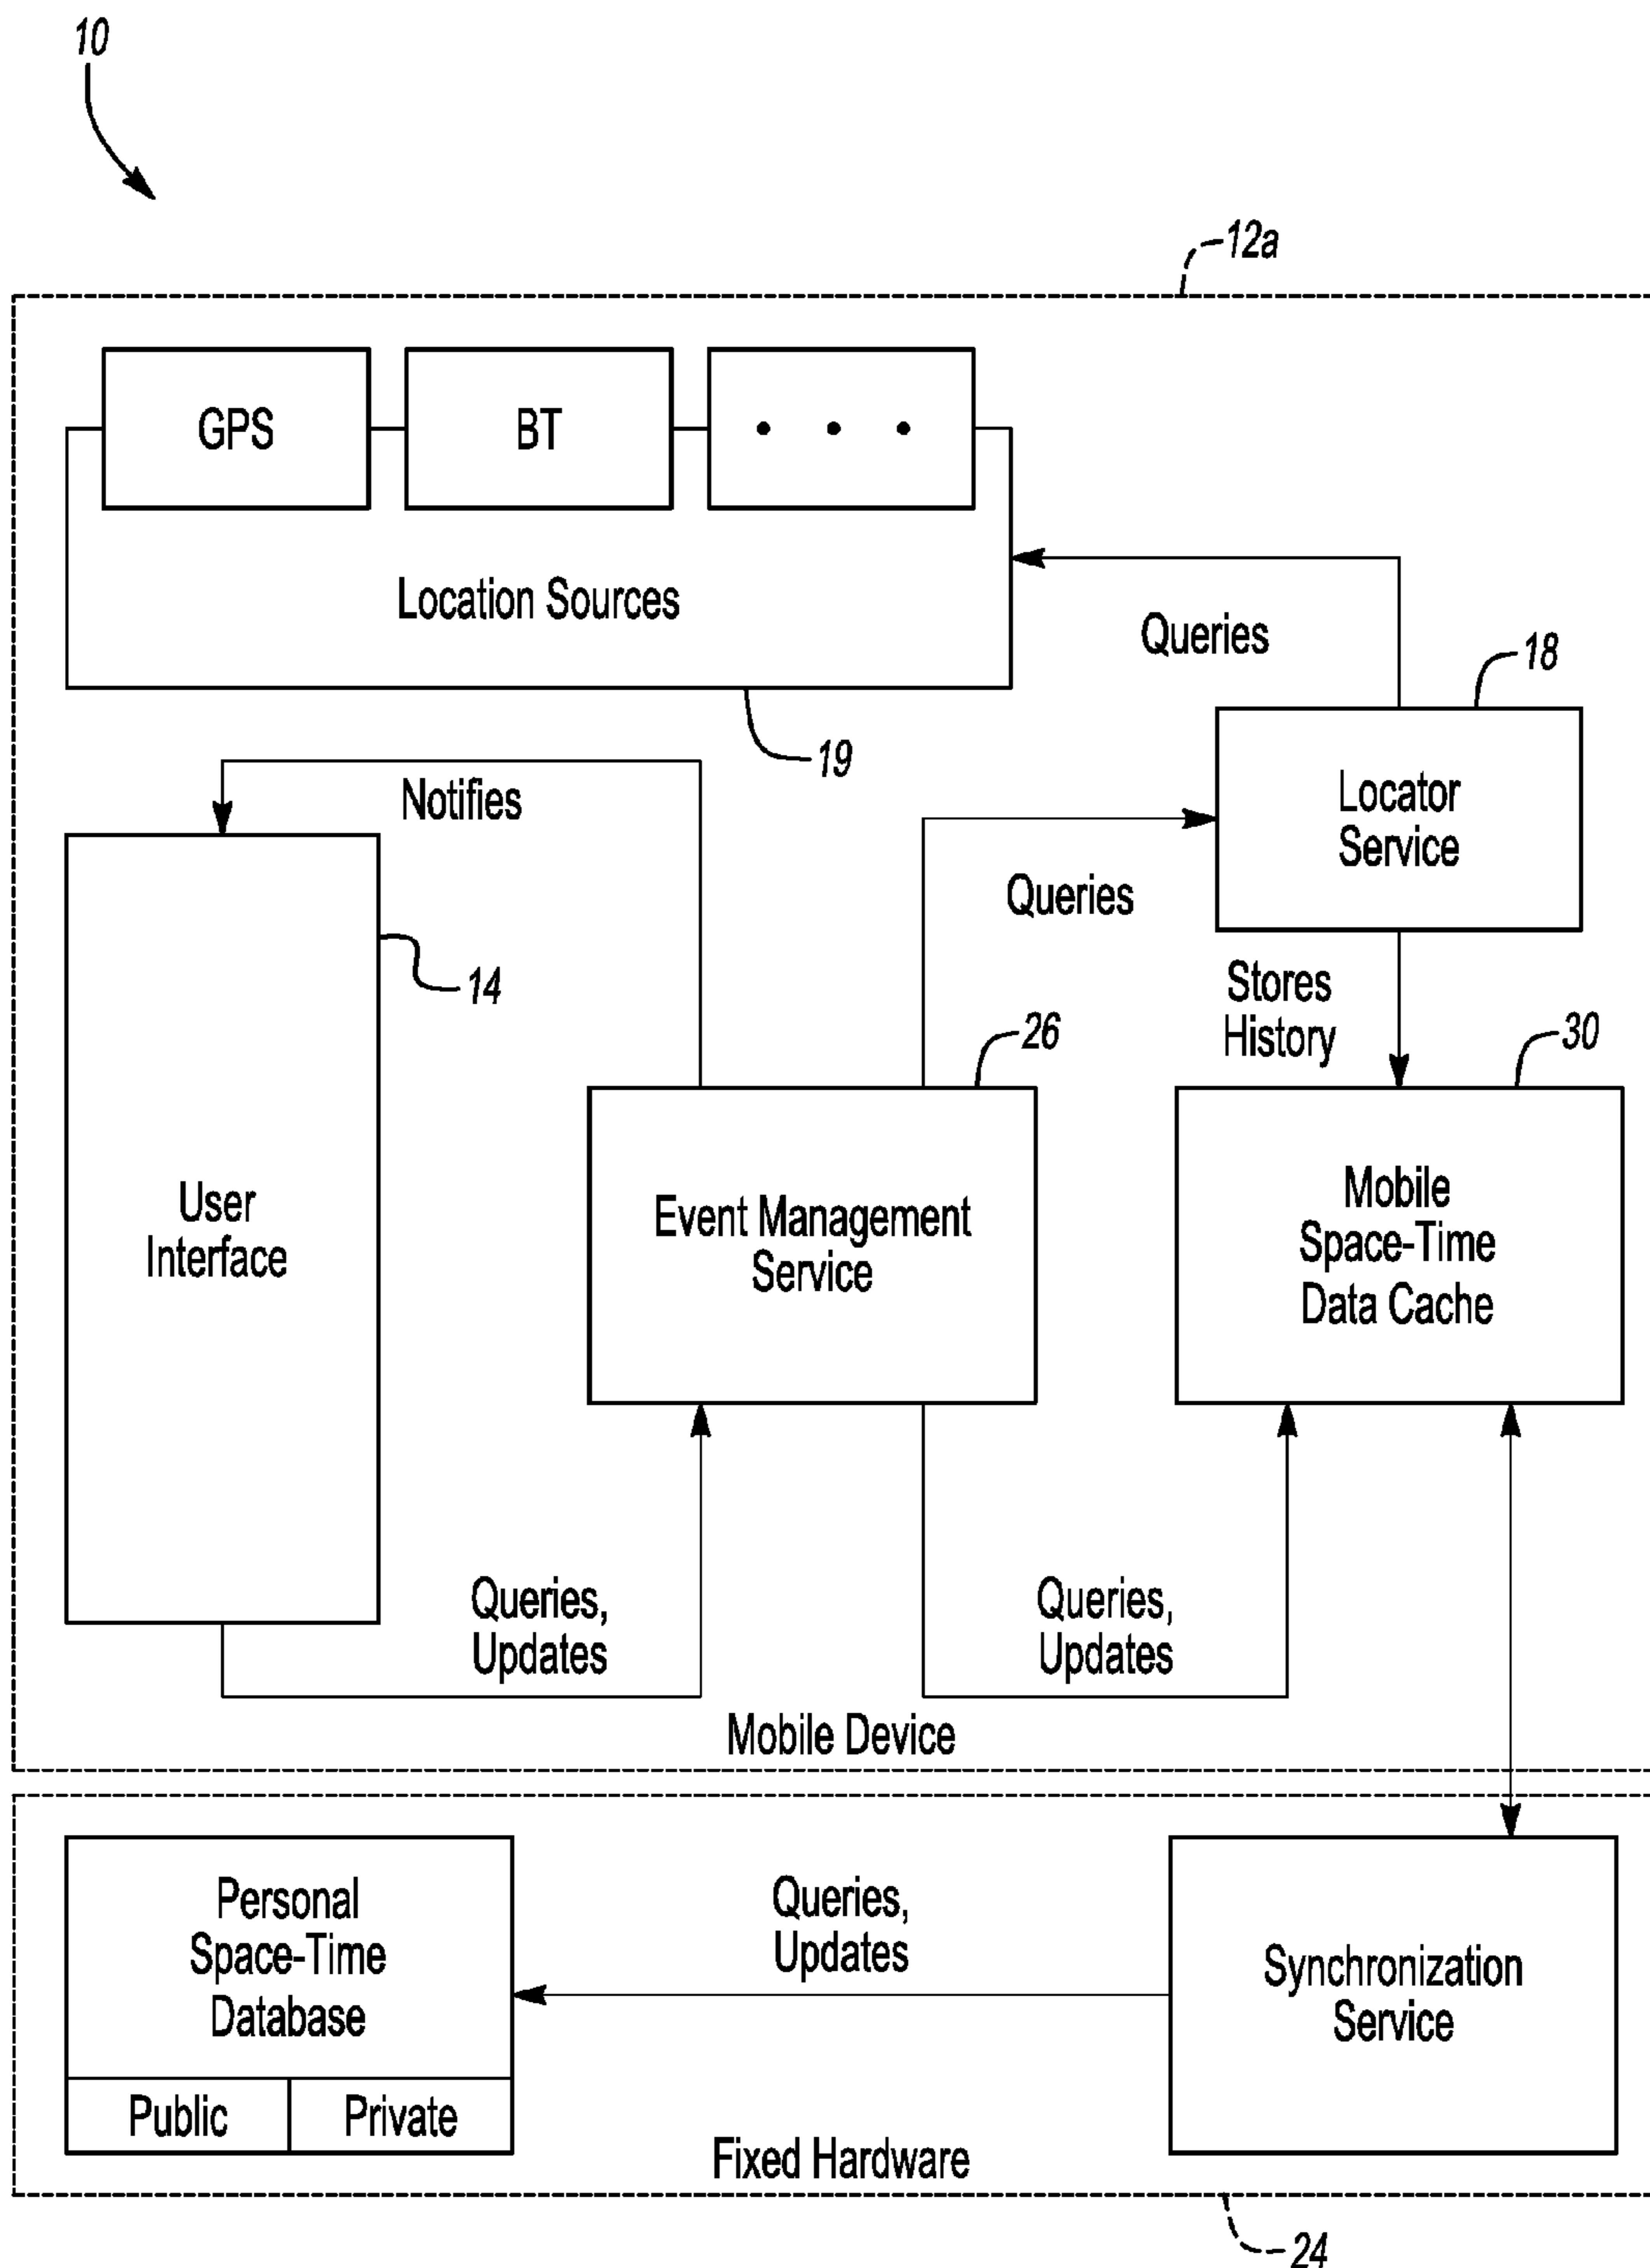 10
12a
GPS
BT
• • •
Location Sources
Queries
18
19
Notifies
Locator
Service
Queries
14
Stores
History
26
30
User
Interface
Event Management
Service
Mobile
Space-Time
Data Cache
Queries,
Updates
Queries,
Updates
Mobile Device
Personal
Space-Time
Database
Queries,
Updates
Synchronization
Service
Public
Private
Fixed Hardware
24